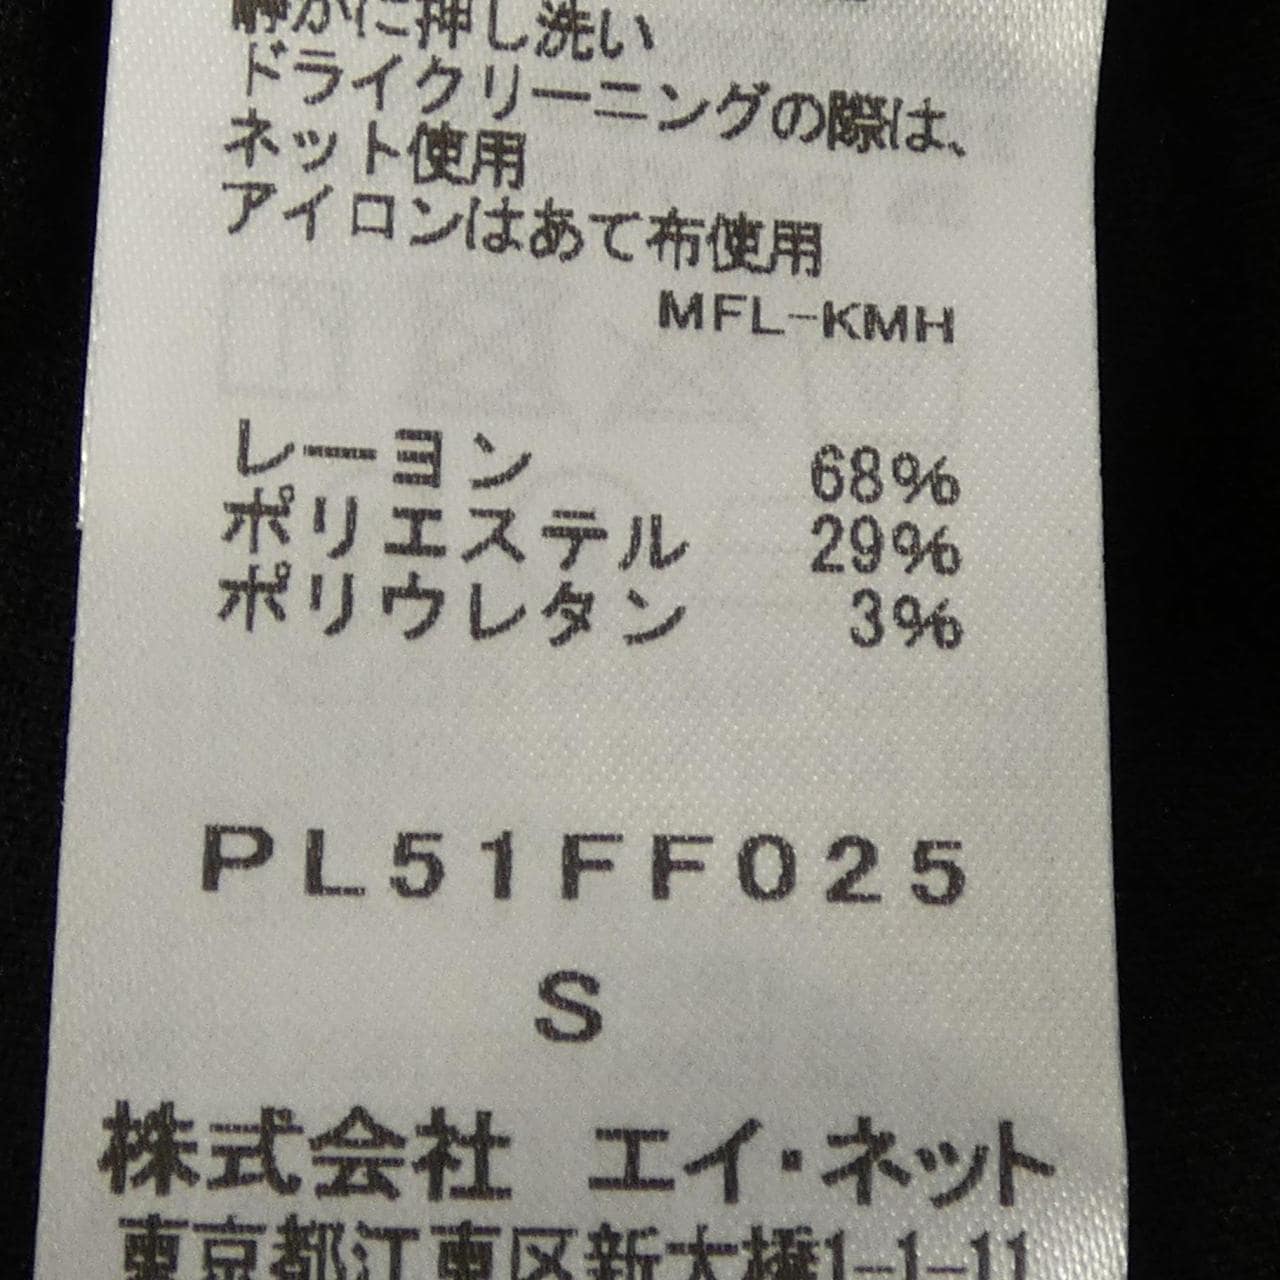 静かに押し洗い
ドライクリーニングの際は、
ネット使用
アイロンはあて布使用
MFL-KMH
レーヨン 68%
ポリエステル 29%
ポリウレタン 3%
PL51FF025
S
株式会社 エイ・ネット
東京都江東区新大橋1-1-11